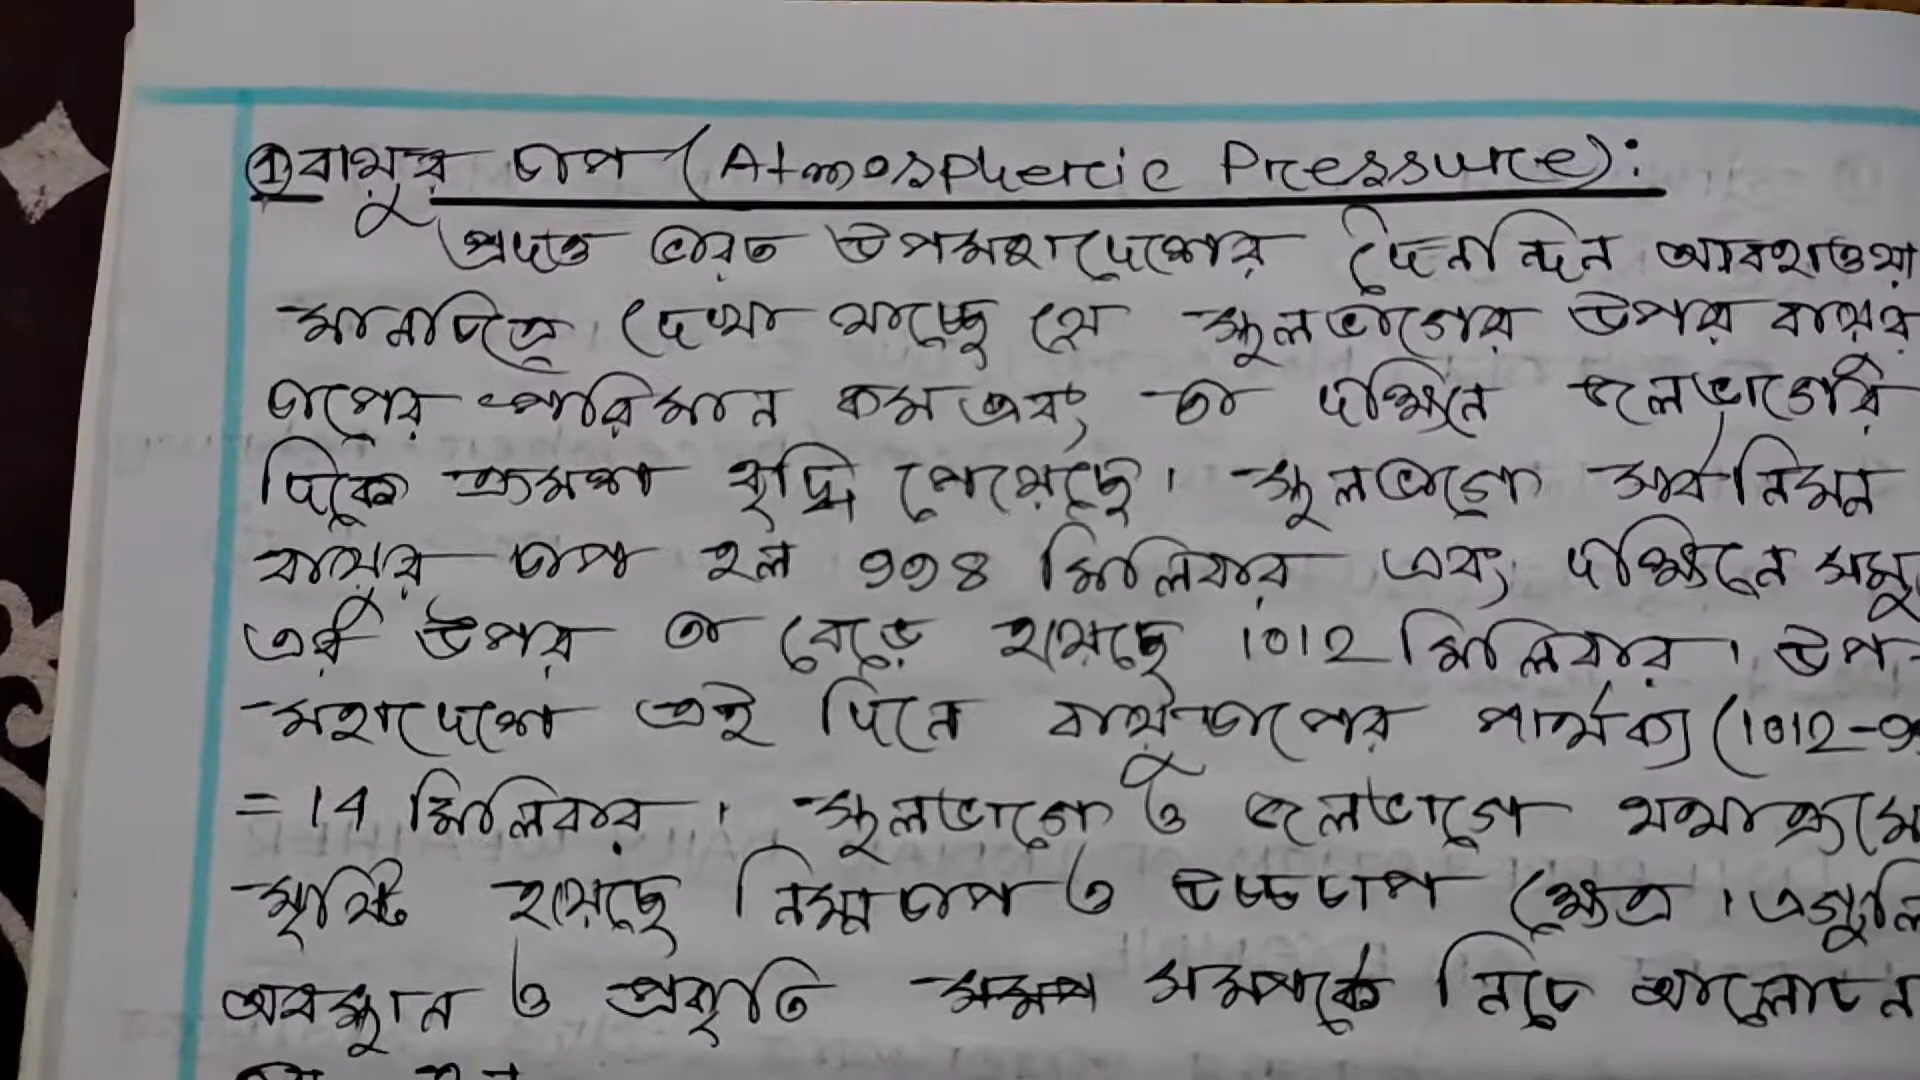 ① বায়ুর চাপ (Atmospheric Pressure):
প্রদত্ত ভারত উপমহাদেশের দৈনন্দিন আবহাওয়া
মানচিত্রে দেখা যাচ্ছে যে স্থলভাগের উপর বায়ুর
চাপের পরিমান কম এবং তা দক্ষিনে জলভাগের
দিকে ক্রমশ বৃদ্ধি পেয়েছে। স্থলভাগে সর্বনিম্ন
বায়ুর চাপ হল ৯৯৪ মিলিবার এবং দক্ষিনে সমু
এর উপর তা বেড়ে হয়েছে 1012 মিলিবার। উপ-
মহাদেশে এই দিনে বায়ুচাপের পার্থক্য (1012-9
= 14 মিলিবার। স্থলভাগে ও জলভাগে যথাক্রমে
সৃষ্টি হয়েছে নিম্নচাপ ও উচ্চচাপ ক্ষেত্র। এগুলি
অবস্থান ও প্রকৃতি সম্পর্কে নিচে আলোচন